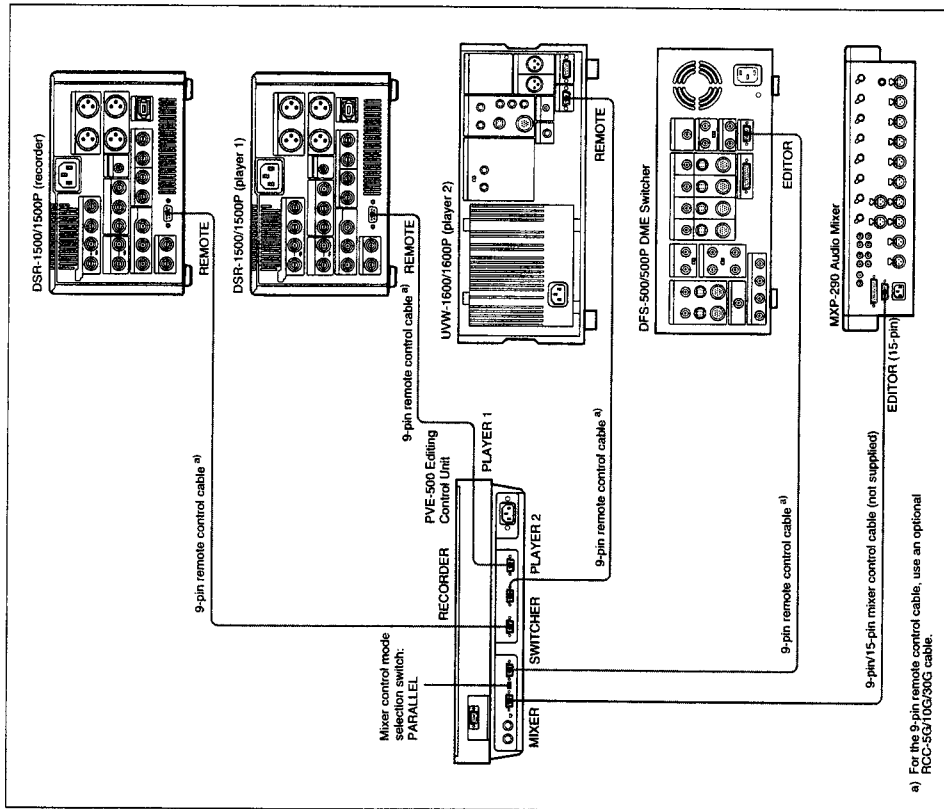 DSR-1500/1500P (recorder)
REMOTE
9-pin remote control cable a)
DSR-1500/1500P (player 1)
REMOTE
9-pin remote control cable a)
UVW-1600/1600P (player 2)
REMOTE
9-pin remote control cable a)
DFS-500/500P DME Switcher
EDITOR
9-pin remote control cable a)
MXP-290 Audio Mixer
EDITOR (15-pin)
9-pin/15-pin mixer control cable (not supplied)
PVE-500 Editing
Control Unit
PLAYER 1
PLAYER 2
RECORDER
SWITCHER
MIXER
Mixer control mode
selection switch:
PARALLEL
a) For the 9-pin remote control cable, use an optional
RCC-5G/10G/30G cable.